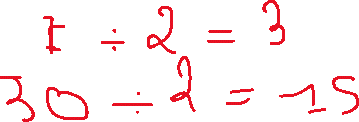 I ÷ 2 = 3
30 ÷ 2 = 15